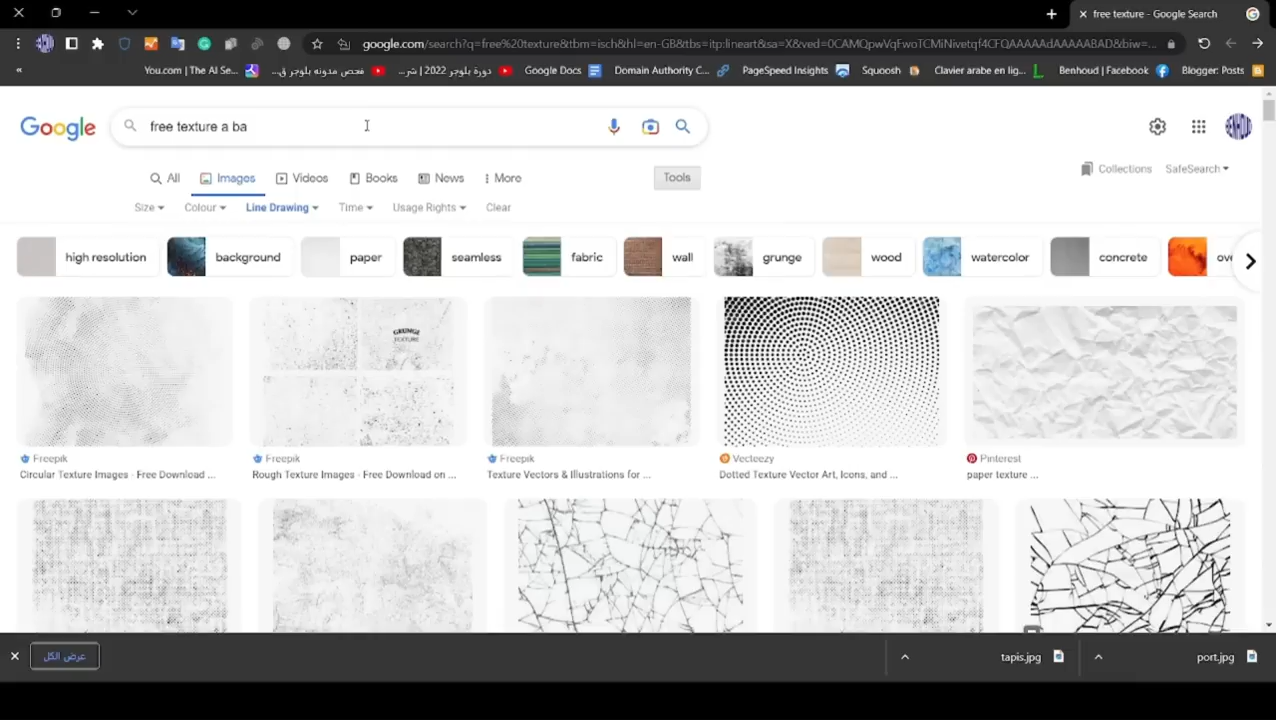 free texture - Google Search
google.com/search?q=free%20texture&tbm=isch&hl=en-GB&tbs=itp:lineart&sa=X&ved=0CAMQpwVqFwoTCMiNivetqf4CFQAAAAAdAAAAABAD&biw=...
« You.com | The AI Se... فحص مدونه بلوجر ق... دورة بلوجر 2022 | شر... Google Docs Domain Authority C... PageSpeed Insights Squoosh Clavier arabe en lig... Benhoud | Facebook Blogger: Posts
Google free texture a ba
All Images Videos Books News More Tools Collections SafeSearch
Size Colour Line Drawing Time Usage Rights Clear
high resolution background paper seamless fabric wall grunge wood watercolor concrete ov
GRUNGE
TEXTURE
Freepik Freepik Freepik Vecteezy Pinterest
Circular Texture Images - Free Download ... Rough Texture Images - Free Download on ... Texture Vectors & Illustrations for ... Dotted Texture Vector Art, Icons, and ... paper texture ...
عرض الكل tapis.jpg port.jpg